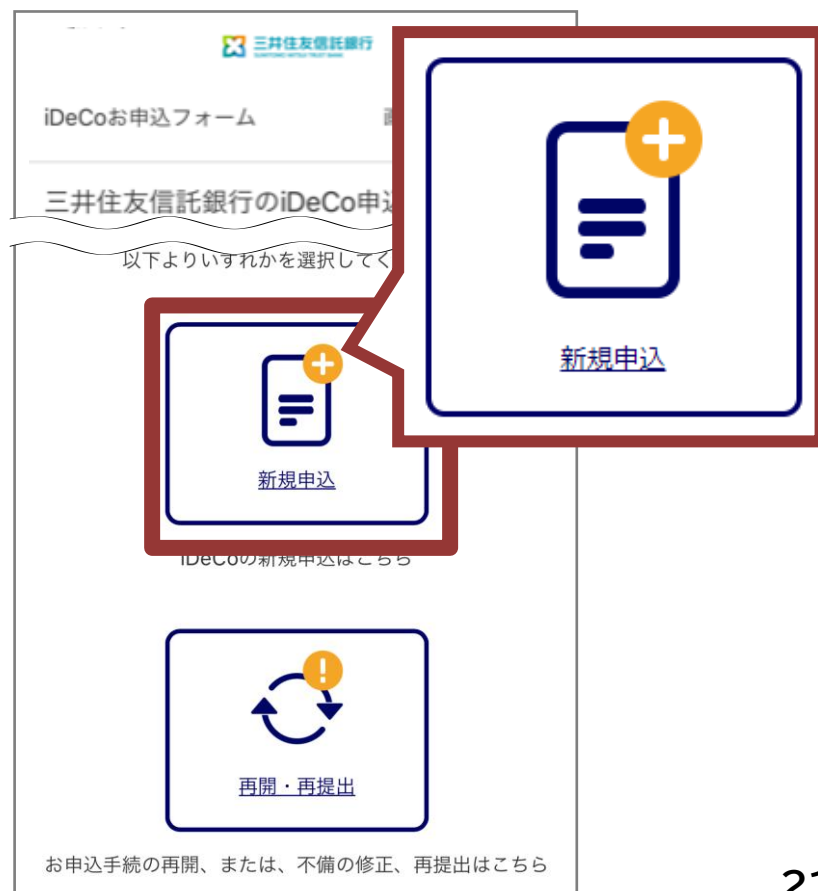 三井住友信託銀行
SUMITOMO MITSUI TRUST BANK
iDeCoお申込フォーム
三井住友信託銀行のiDeCo申込
以下よりいずれかを選択してく
新規申込
新規申込
iDeCoの新規申込はこちら
再開・再提出
お申込手続の再開、または、不備の修正、再提出はこちら